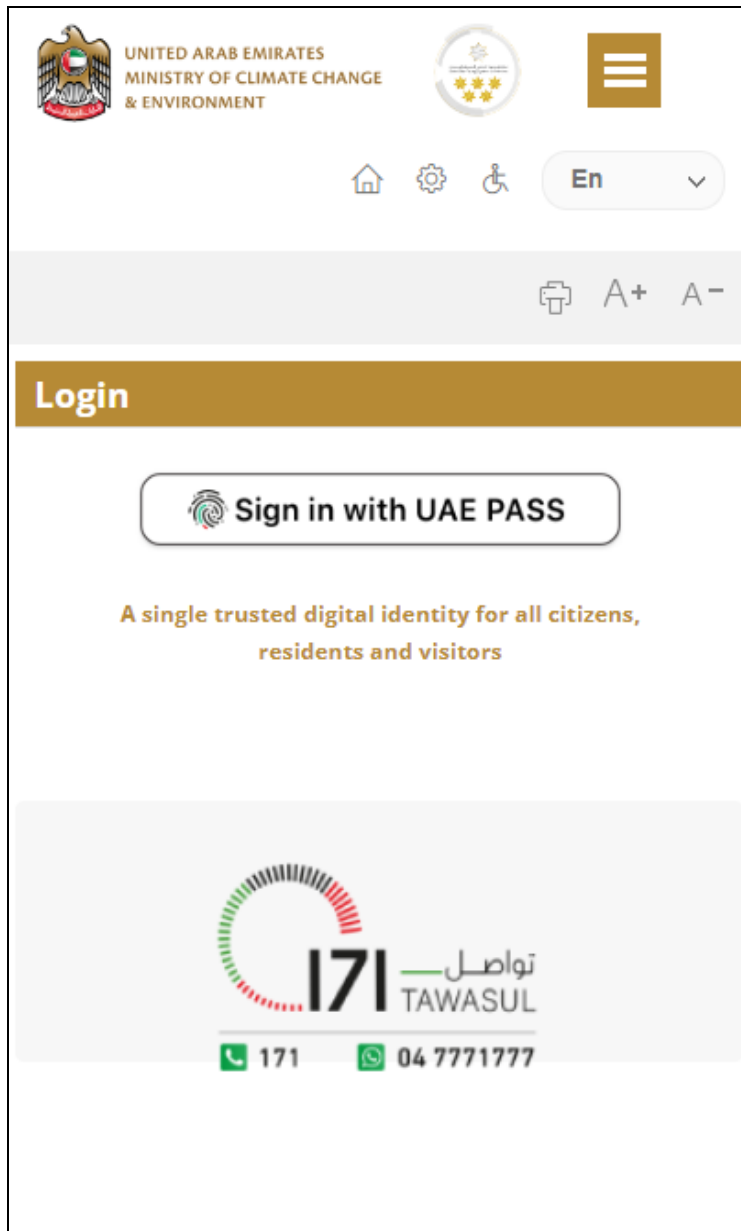 UNITED ARAB EMIRATES
MINISTRY OF CLIMATE CHANGE
& ENVIRONMENT
En
A+ A-
Login
Sign in with UAE PASS
A single trusted digital identity for all citizens,
residents and visitors
171 تواصل
TAWASUL
171 04 7771777